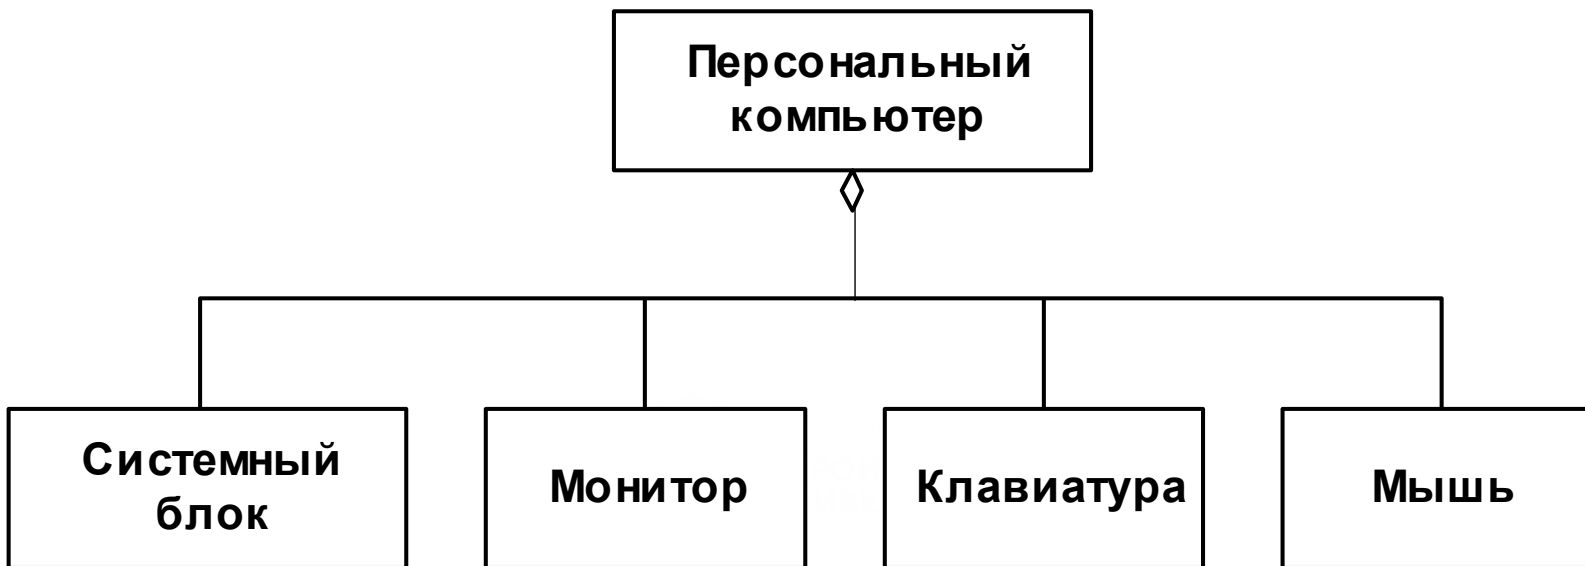 Персональный
компьютер
Системный
блок
Монитор
Клавиатура
Мышь